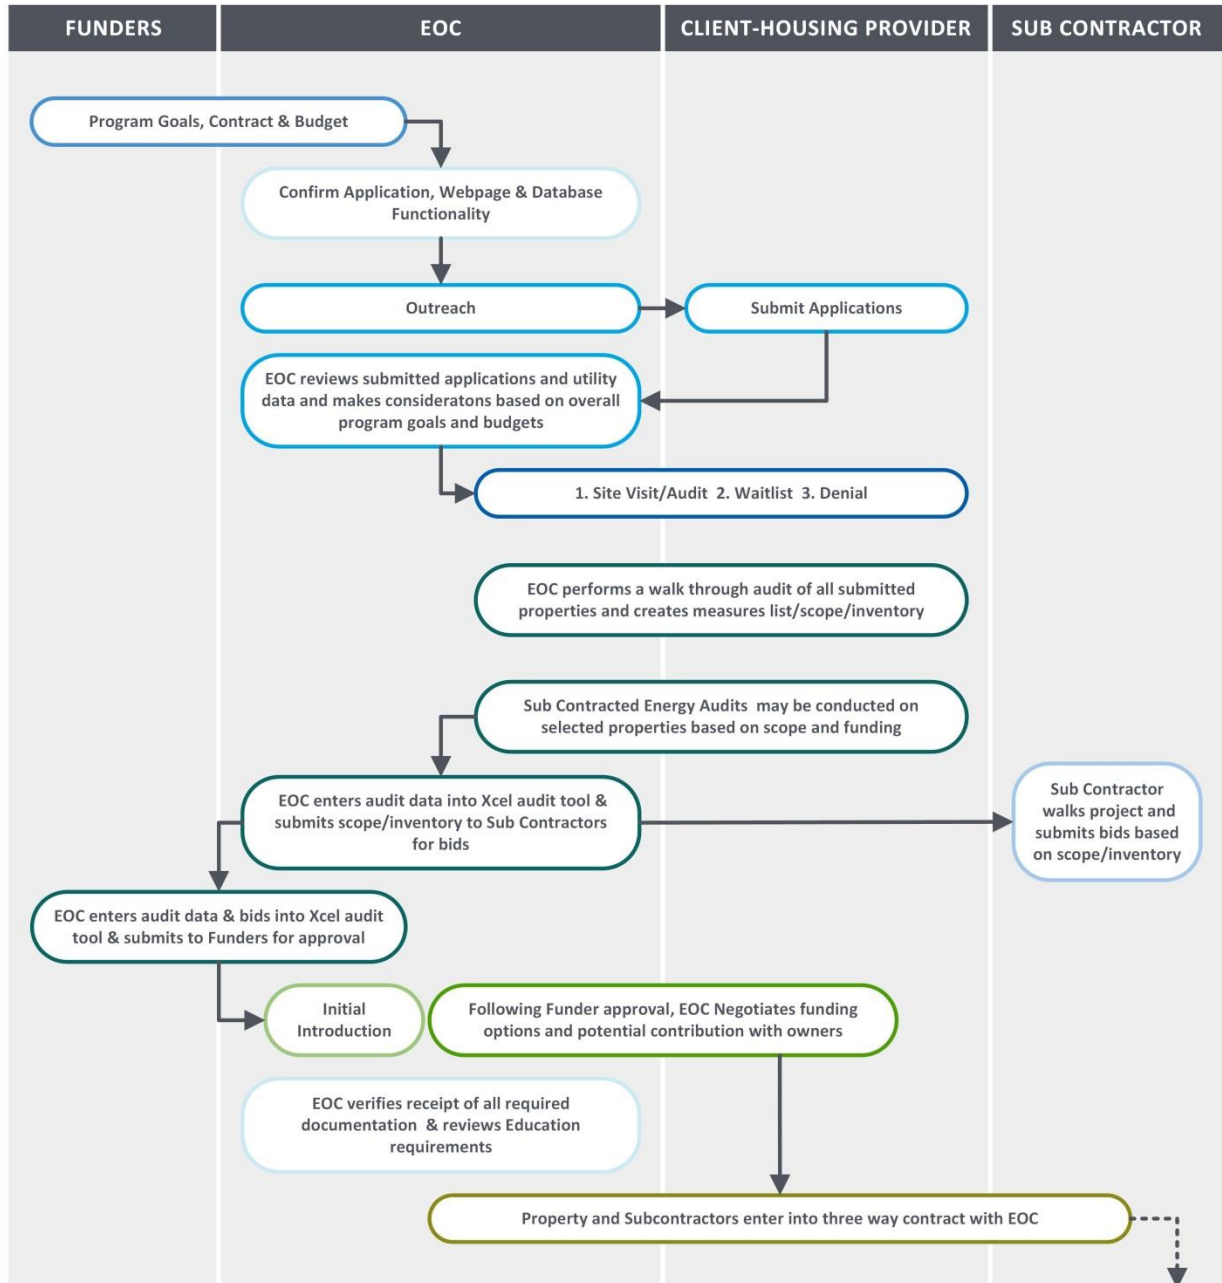 FUNDERS
EOC
CLIENT-HOUSING PROVIDER
SUB CONTRACTOR
Program Goals, Contract & Budget
Confirm Application, Webpage & Database
Functionality
Outreach
Submit Applications
EOC reviews submitted applications and utility
data and makes consideratons based on overall
program goals and budgets
1. Site Visit/Audit 2. Waitlist 3. Denial
EOC performs a walk through audit of all submitted
properties and creates measures list/scope/inventory
Sub Contracted Energy Audits may be conducted on
selected properties based on scope and funding
EOC enters audit data into Xcel audit tool &
submits scope/inventory to Sub Contractors
for bids
Sub Contractor
walks project and
submits bids based
on scope/inventory
EOC enters audit data & bids into Xcel audit
tool & submits to Funders for approval
Initial
Introduction
Following Funder approval, EOC Negotiates funding
options and potential contribution with owners
EOC verifies receipt of all required
documentation & reviews Education
requirements
Property and Subcontractors enter into three way contract with EOC